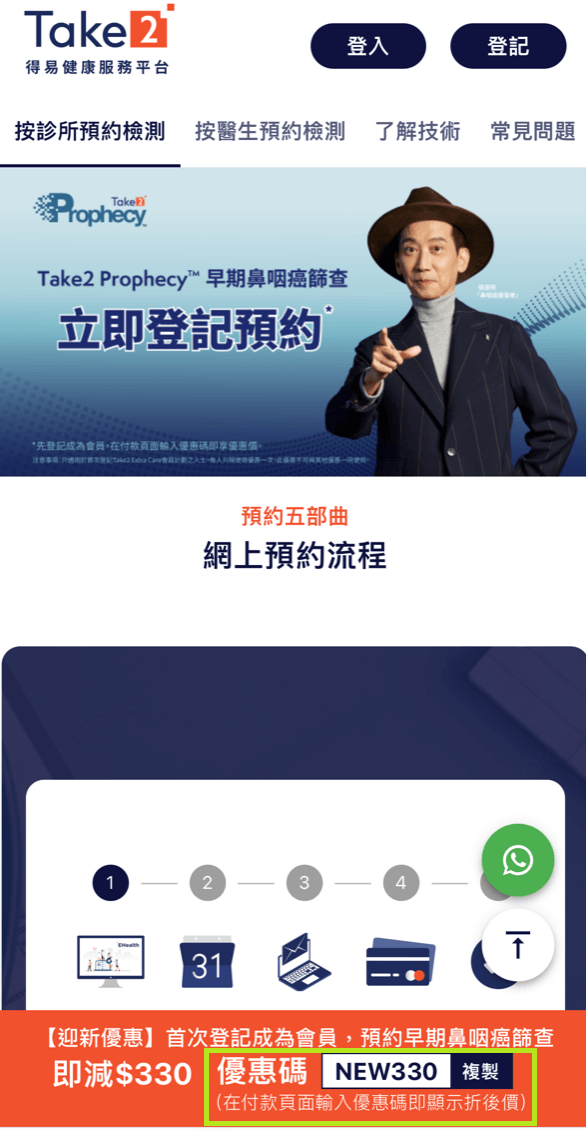 Take2
得易健康服務平台
登入
登記
按診所預約檢測
按醫生預約檢測
了解技術
常見問題
Take2
Prophecy™
Take2 Prophecy™ 早期鼻咽癌篩查
立即登記預約*
*先登記成為會員,在付款頁面輸入優惠碼即享優惠價。
預約五部曲
網上預約流程
1
2
3
4
EHealth
31
【迎新優惠】首次登記成為會員,預約早期鼻咽癌篩查
即減$330
優惠碼 NEW330 複製
(在付款頁面輸入優惠碼即顯示折後價)